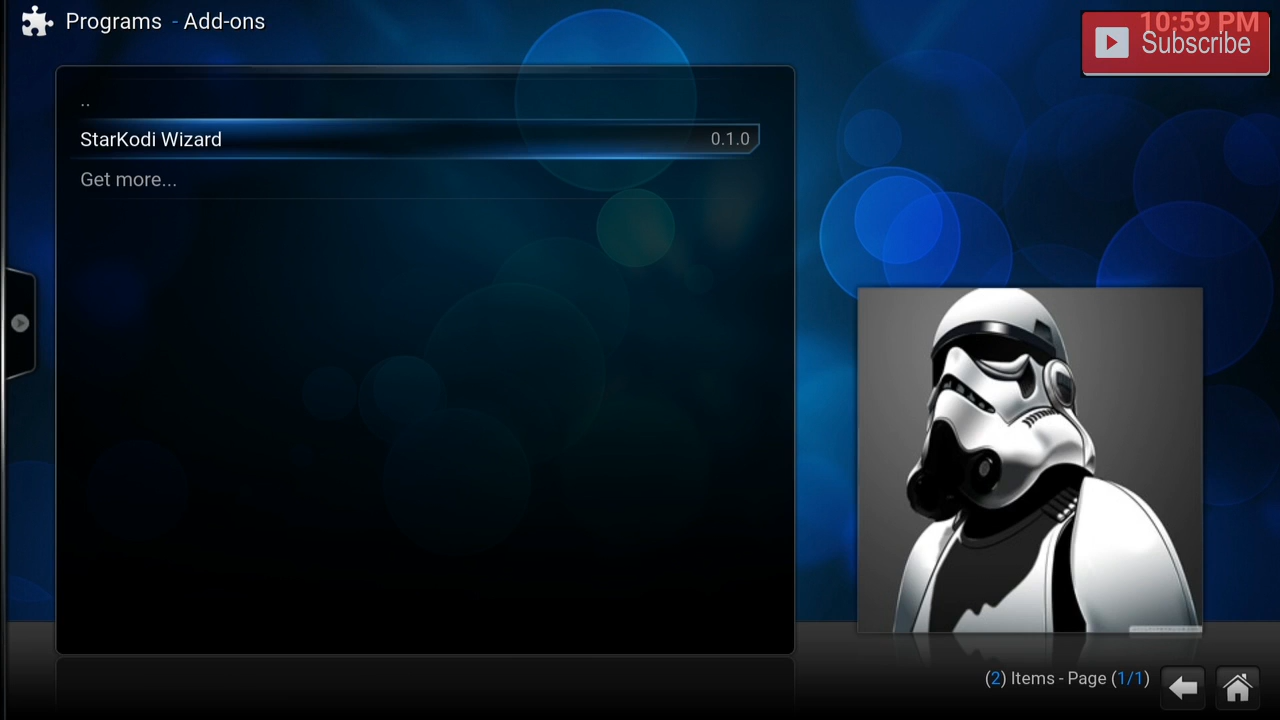 Programs - Add-ons
10:59 PM
Subscribe
..
StarKodi Wizard 0.1.0
Get more...
(2) Items - Page (1/1)